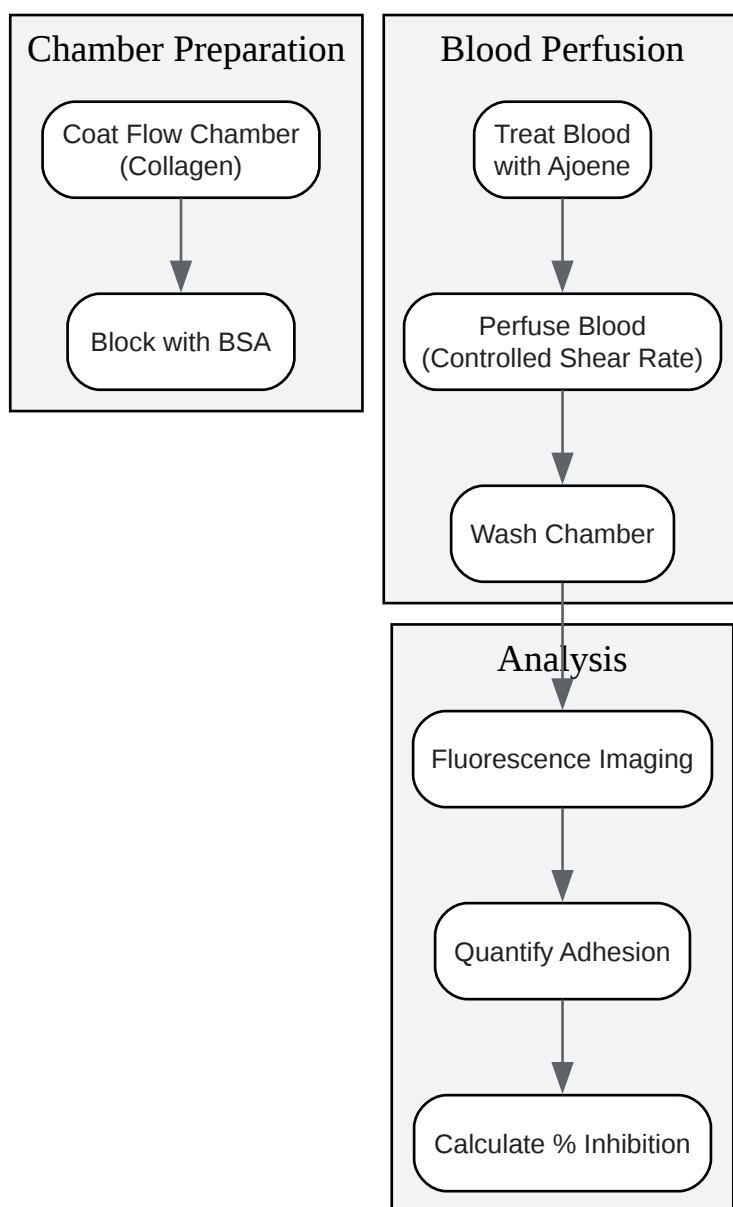 Chamber Preparation
Coat Flow Chamber
(Collagen)
Block with BSA
Blood Perfusion
Treat Blood
with Ajoene
Perfuse Blood
(Controlled Shear Rate)
Wash Chamber
Analysis
Fluorescence Imaging
Quantify Adhesion
Calculate % Inhibition